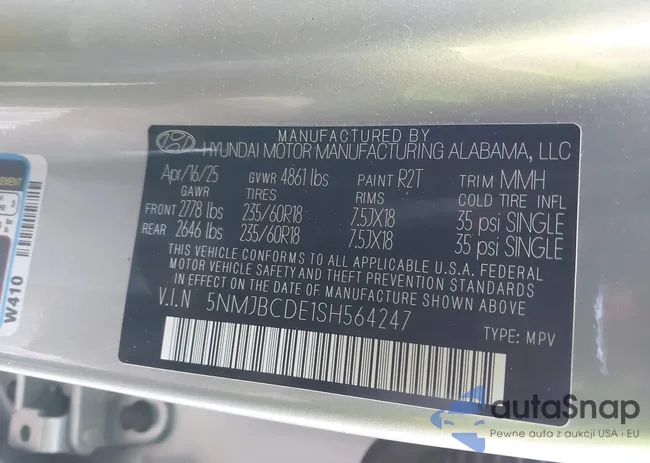 MANUFACTURED BY
HYUNDAI MOTOR MANUFACTURING ALABAMA, LLC
Apr/16/25 GVWR 4861 lbs PAINT R2T TRIM MMH
GAWR TIRES RIMS COLD TIRE INFL
FRONT 2778 lbs 235/60R18 7.5JX18 35 psi SINGLE
REAR 2646 lbs 235/60R18 7.5JX18 35 psi SINGLE
THIS VEHICLE CONFORMS TO ALL APPLICABLE U.S.A. FEDERAL
MOTOR VEHICLE SAFETY AND THEFT PREVENTION STANDARDS
IN EFFECT ON THE DATE OF MANUFACTURE SHOWN ABOVE
V.I.N 5NMJBCDE1SH564247
TYPE: MPV
W410
autaSnap
Pewne auta z aukcji USA i EU